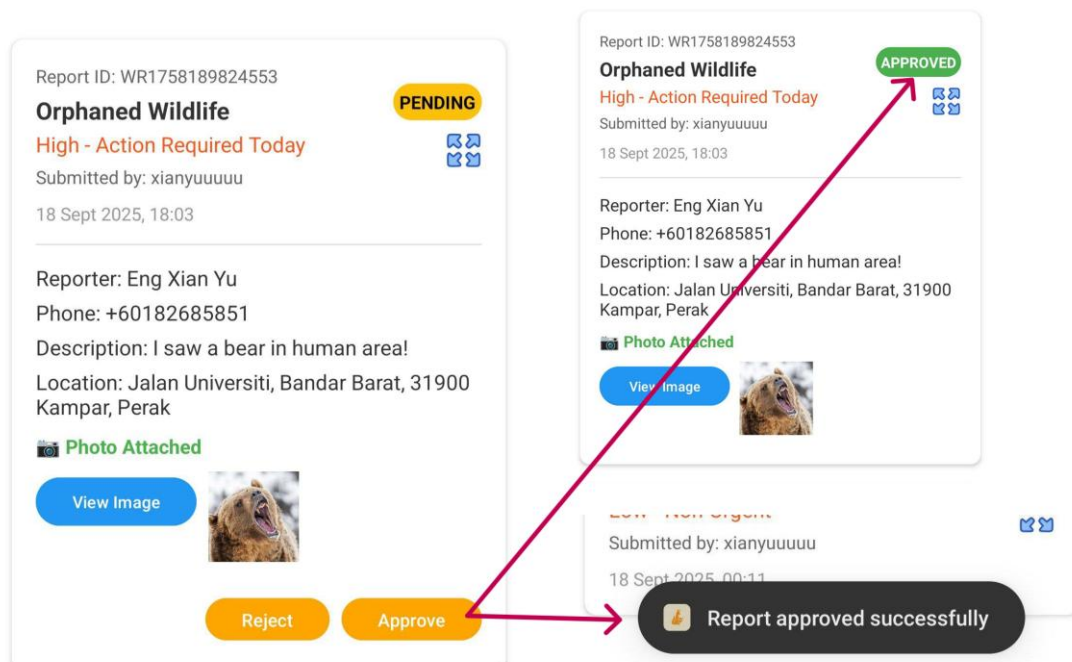 Report ID: WR1758189824553
Orphaned Wildlife
PENDING
High - Action Required Today
Submitted by: xianyuuuuu
18 Sept 2025, 18:03
Reporter: Eng Xian Yu
Phone: +60182685851
Description: I saw a bear in human area!
Location: Jalan Universiti, Bandar Barat, 31900
Kampar, Perak
Photo Attached
View Image
Reject
Approve
Report ID: WR1758189824553
APPROVED
Orphaned Wildlife
High - Action Required Today
Submitted by: xianyuuuuu
18 Sept 2025, 18:03
Reporter: Eng Xian Yu
Phone: +60182685851
Description: I saw a bear in human area!
Location: Jalan Universiti, Bandar Barat, 31900
Kampar, Perak
Photo Attached
View Image
Low - Non Urgent
Submitted by: xianyuuuuu
18 Sept 2025, 00:11
Report approved successfully